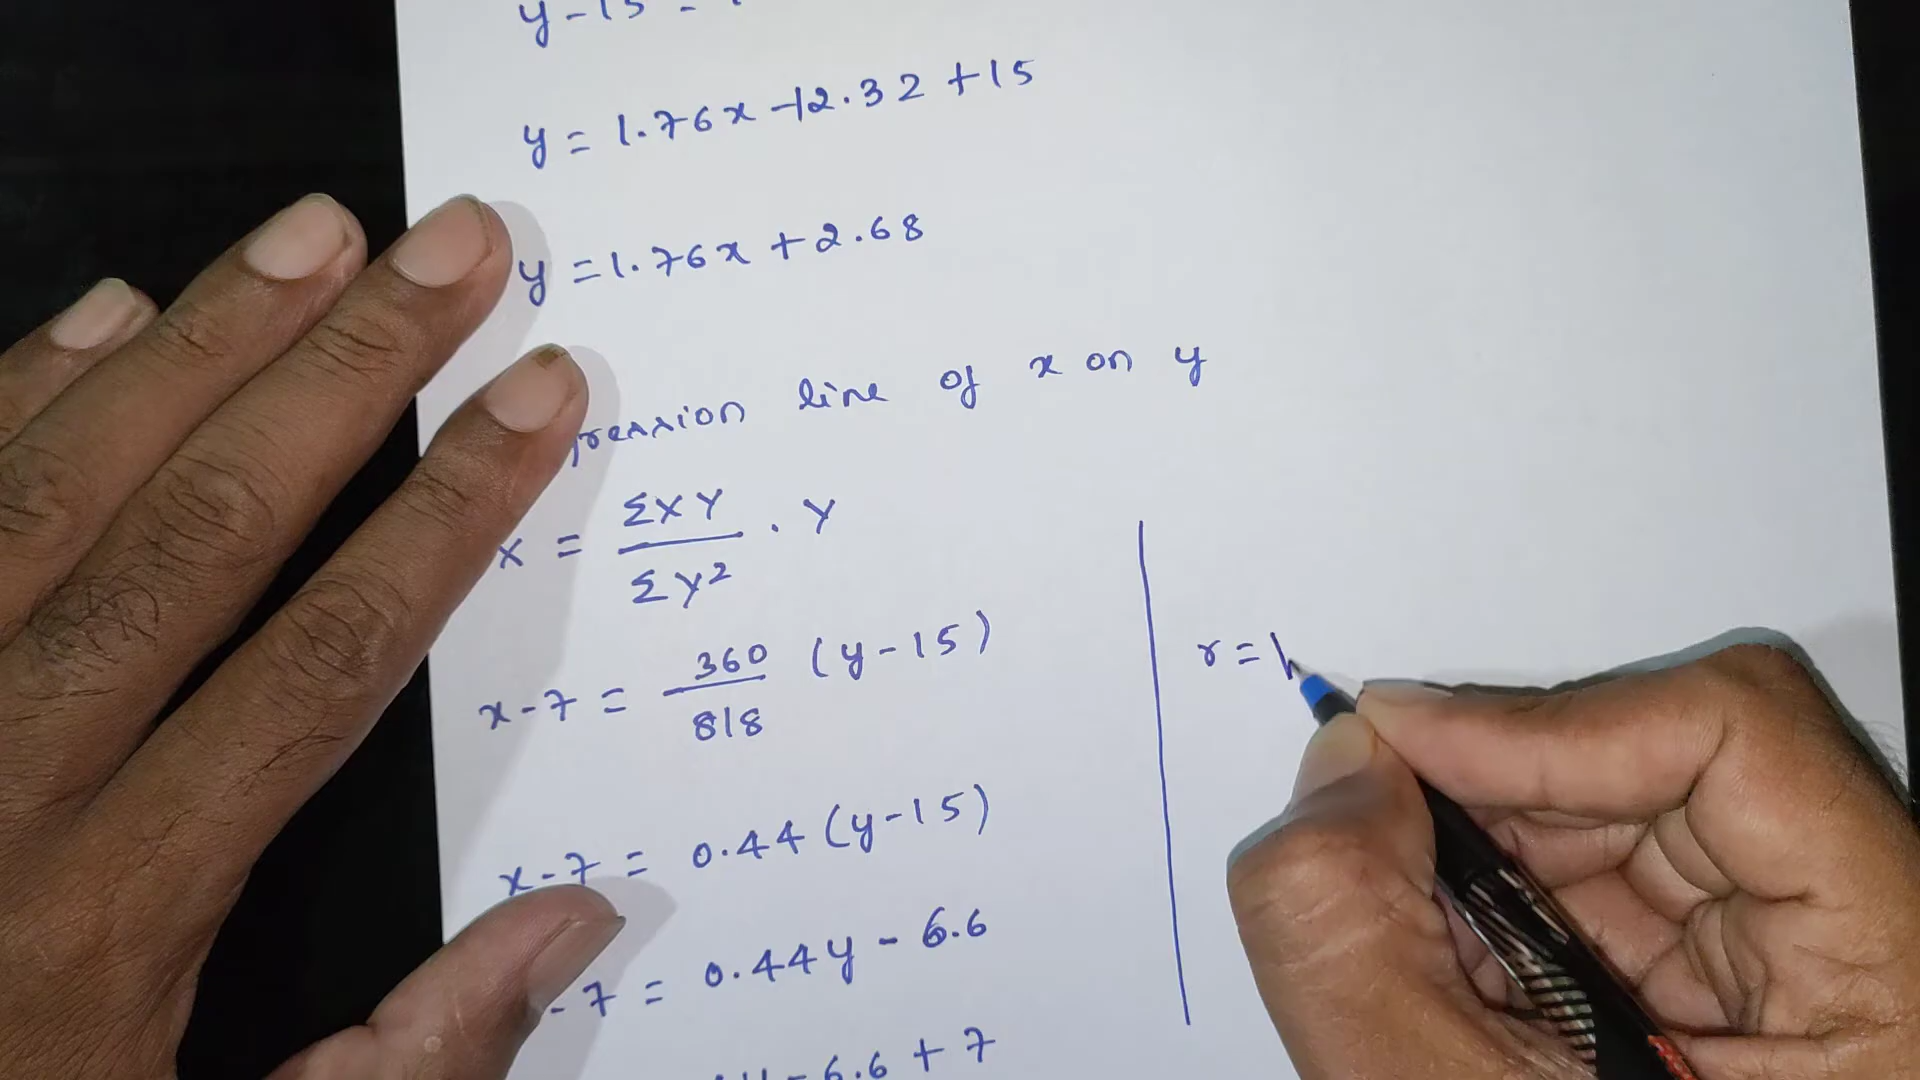 y - 15 -
y = 1.76x - 12.32 + 15
y = 1.76x + 2.68
line of x on y
X = ΣXY / ΣY² . Y
x - 7 = 360 / 818 (y - 15)
x - 7 = 0.44 (y - 15)
- 7 = 0.44y - 6.6
- 6.6 + 7
r =